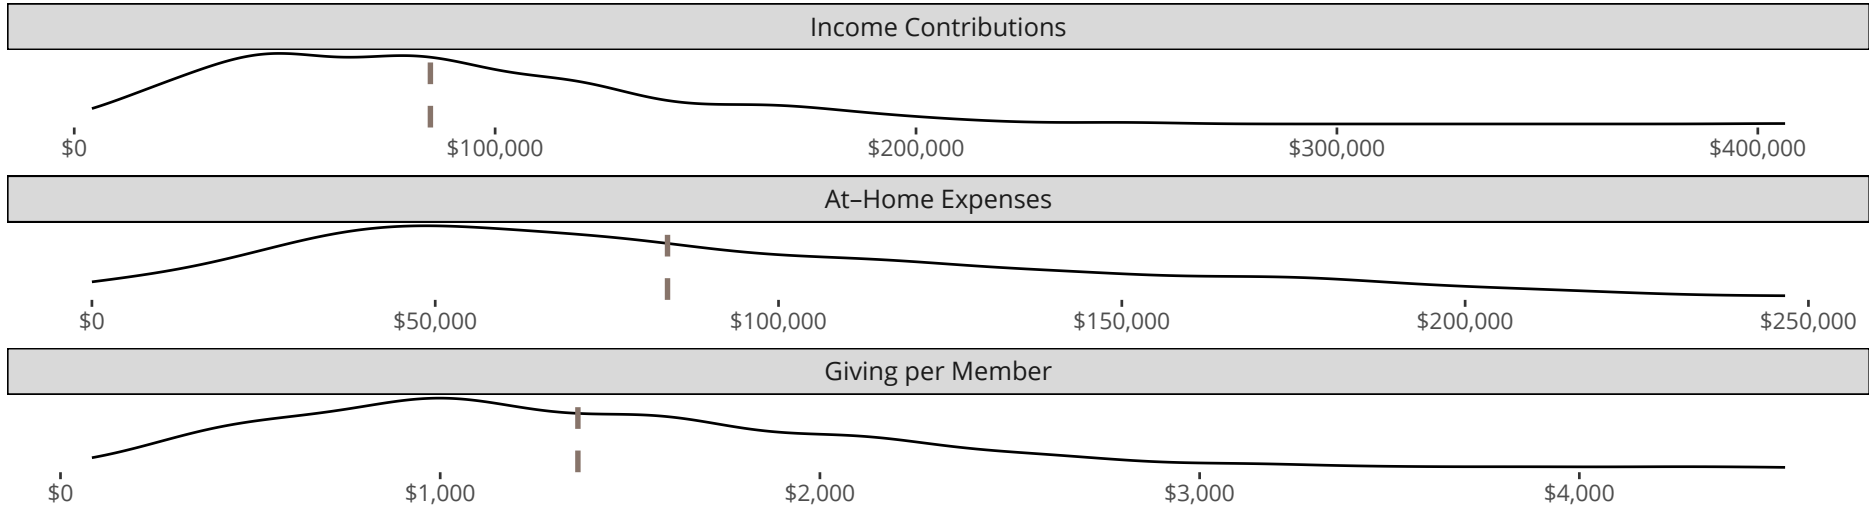 Income Contributions
$0 $100,000 $200,000 $300,000 $400,000
At–Home Expenses
$0 $50,000 $100,000 $150,000 $200,000 $250,000
Giving per Member
$0 $1,000 $2,000 $3,000 $4,000